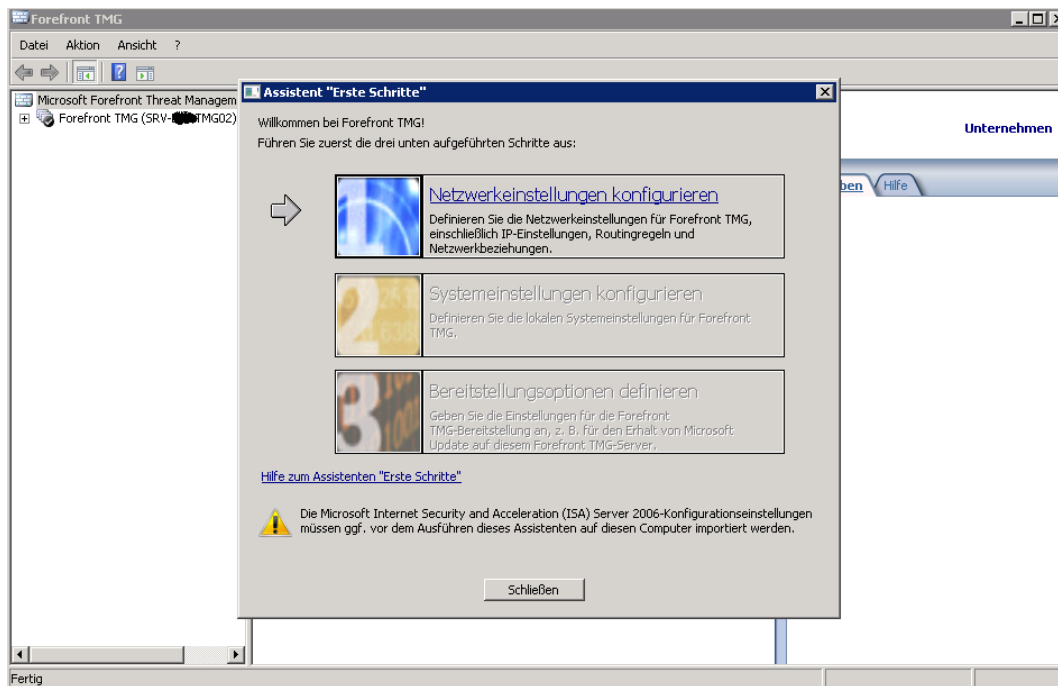 Forefront TMG
Datei Aktion Ansicht ?
Microsoft Forefront Threat Managem
Forefront TMG (SRV- TMG02)
Unternehmen
ben Hilfe
Assistent "Erste Schritte"
Willkommen bei Forefront TMG!
Führen Sie zuerst die drei unten aufgeführten Schritte aus:
Netzwerkeinstellungen konfigurieren
Definieren Sie die Netzwerkeinstellungen für Forefront TMG,
einschließlich IP-Einstellungen, Routingregeln und
Netzwerkbeziehungen.
Systemeinstellungen konfigurieren
Definieren Sie die lokalen Systemeinstellungen für Forefront
TMG.
Bereitstellungsoptionen definieren
Geben Sie die Einstellungen für die Forefront
TMG-Bereitstellung an, z. B. für den Erhalt von Microsoft
Update auf diesem Forefront TMG-Server.
Hilfe zum Assistenten "Erste Schritte"
Die Microsoft Internet Security and Acceleration (ISA) Server 2006-Konfigurationseinstellungen
müssen ggf. vor dem Ausführen dieses Assistenten auf diesen Computer importiert werden.
Schließen
Fertig